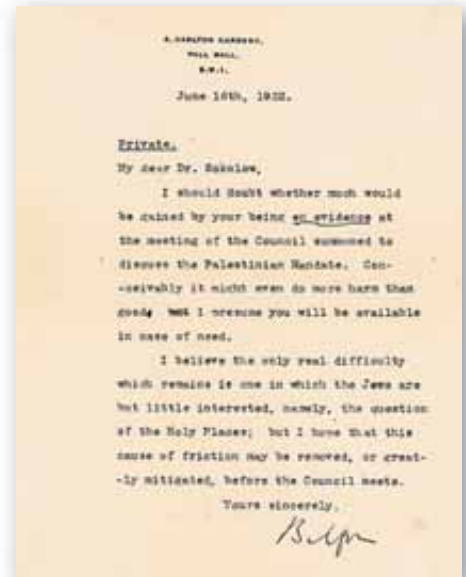 4, CARLTON GARDENS,
PALL MALL,
S.W.1.
June 16th, 1922.
Private.
My dear Dr. Sokolow,
I should doubt whether much would
be gained by your being en evidence at
the meeting of the Council summoned to
discuss the Palestinian Mandate. Con-
-ceivably it might even do more harm than
good; but I presume you will be available
in case of need.
I believe the only real difficulty
which remains is one in which the Jews are
but little interested, namely, the question
of the Holy Places; but I hope that this
cause of friction may be removed, or great-
-ly mitigated, before the Council meets.
Yours sincerely,
Balfour